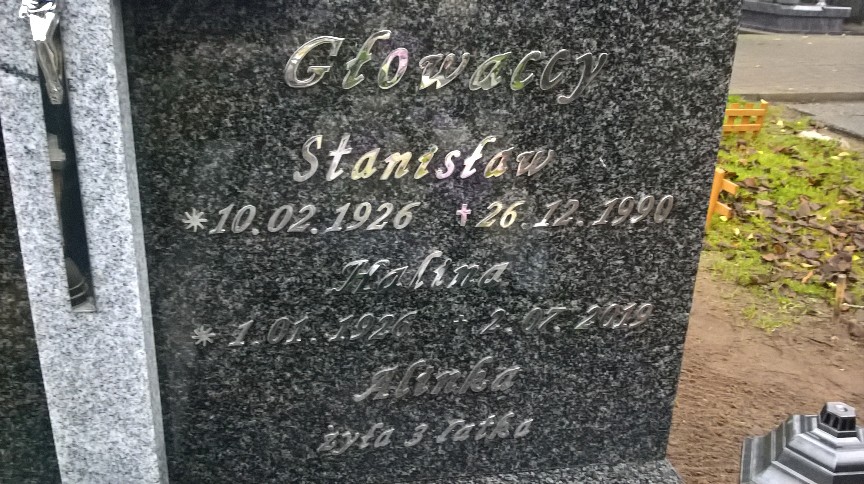 Głowaccy
Stanisław
*10.02.1926 †26.12.1990
Halina
*1.01.1926 †2.07.2019
Alinka
żyła 3 latka